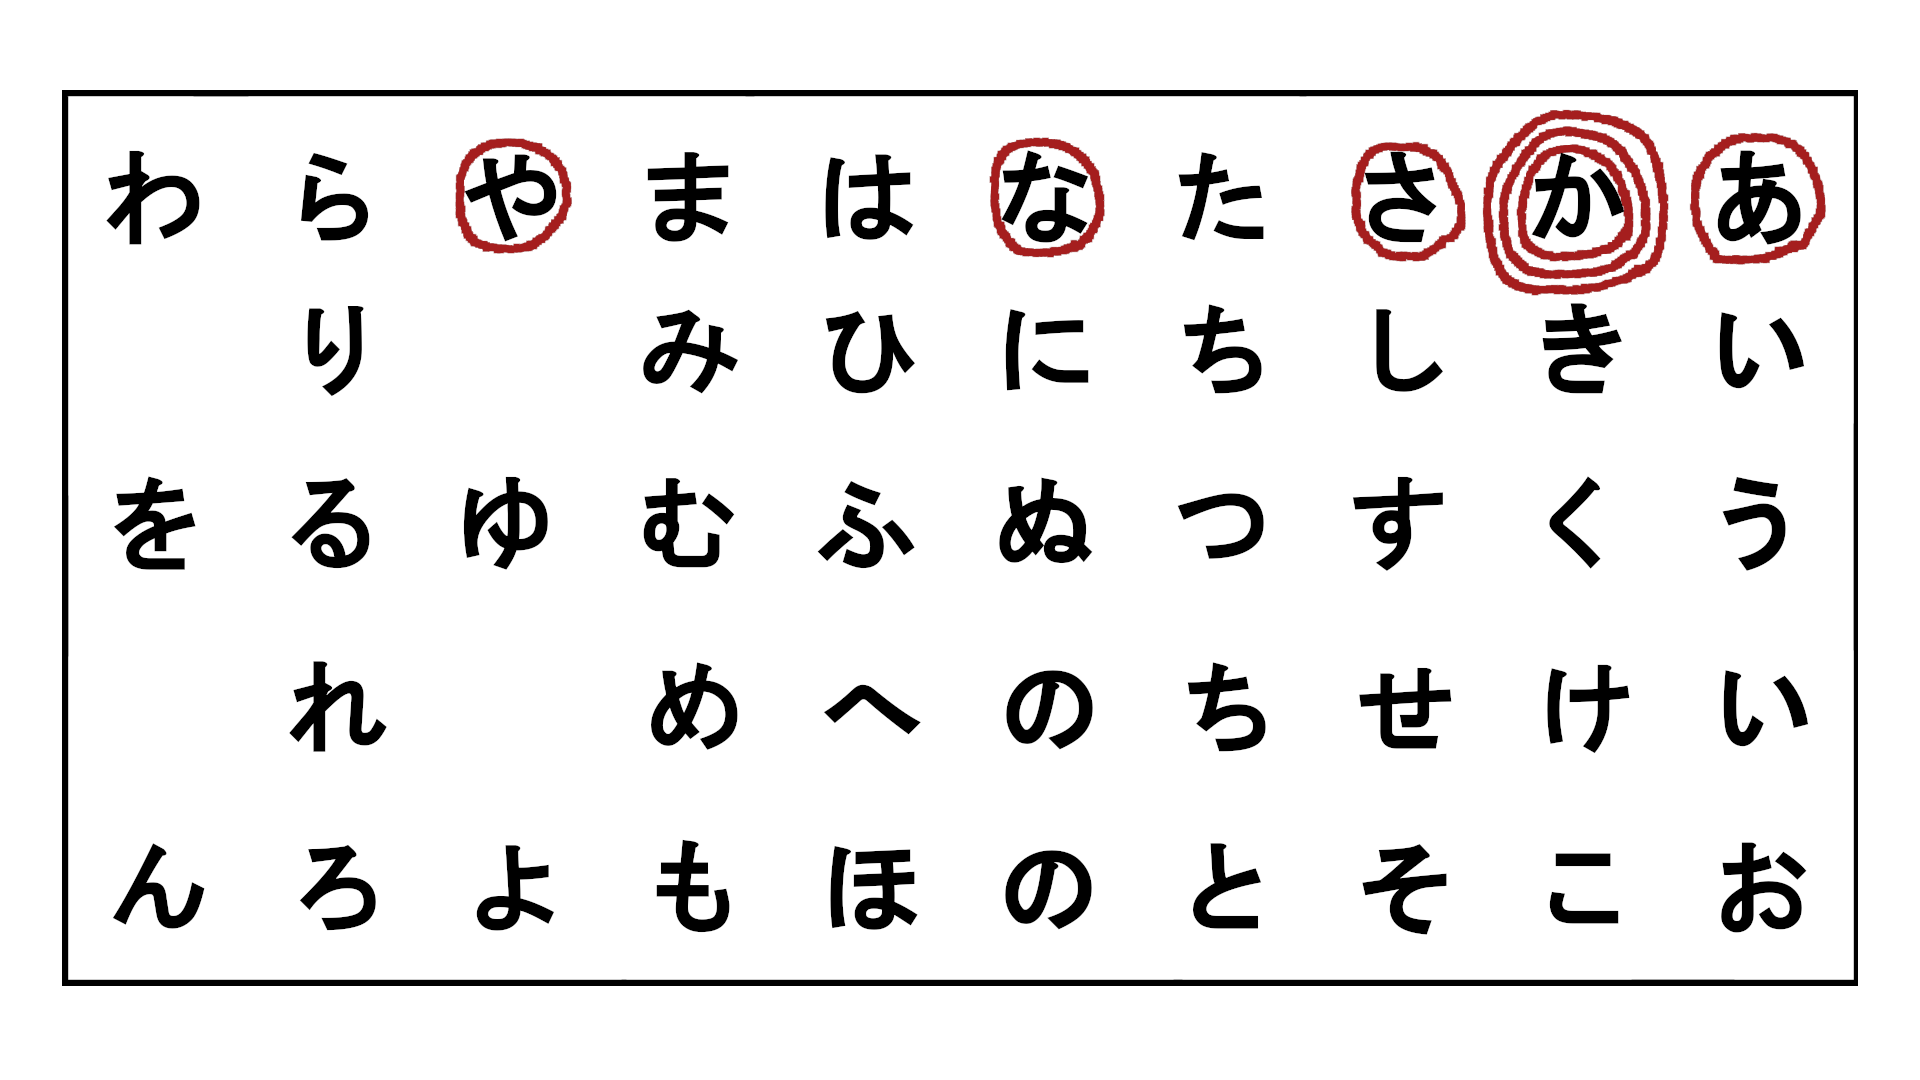 わ ら や ま は な た さ か あ
り み ひ に ち し き い
を る ゆ む ふ ぬ つ す く う
れ め へ の ち せ け い
ん ろ よ も ほ の と そ こ お